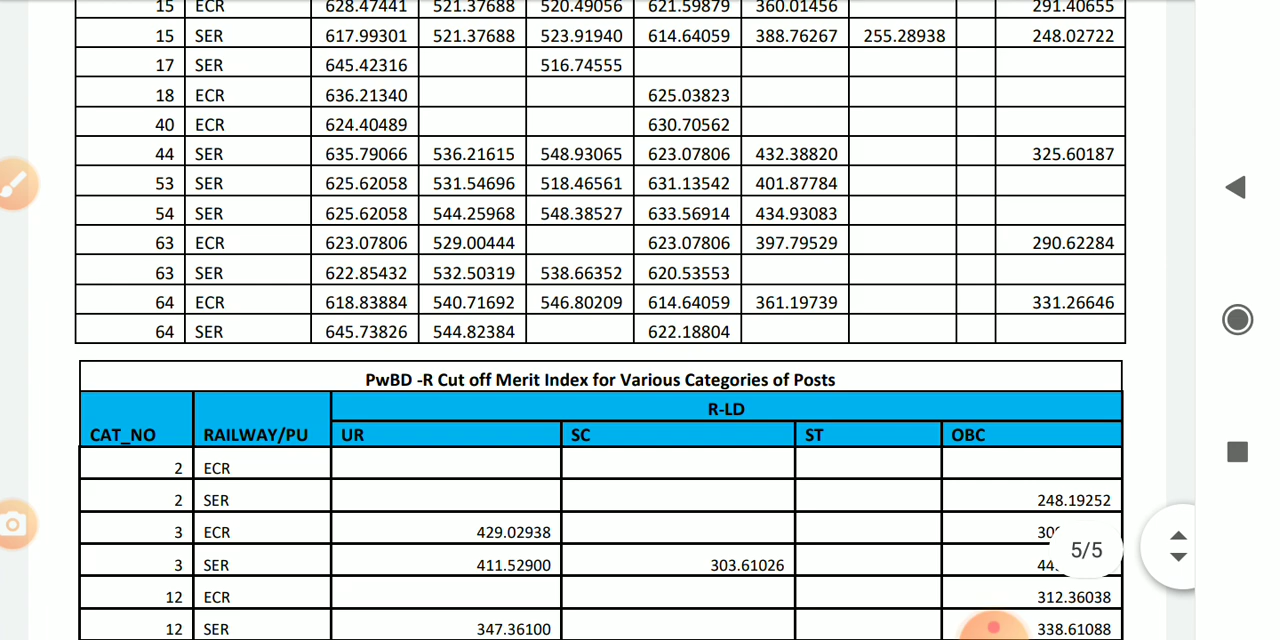 15 ECR 628.47441 521.37688 520.49056 621.59879 360.01456 291.40655
15 SER 617.99301 521.37688 523.91940 614.64059 388.76267 255.28938 248.02722
17 SER 645.42316 516.74555
18 ECR 636.21340 625.03823
40 ECR 624.40489 630.70562
44 SER 635.79066 536.21615 548.93065 623.07806 432.38820 325.60187
53 SER 625.62058 531.54696 518.46561 631.13542 401.87784
54 SER 625.62058 544.25968 548.38527 633.56914 434.93083
63 ECR 623.07806 529.00444 623.07806 397.79529 290.62284
63 SER 622.85432 532.50319 538.66352 620.53553
64 ECR 618.83884 540.71692 546.80209 614.64059 361.19739 331.26646
64 SER 645.73826 544.82384 622.18804
PwBD -R Cut off Merit Index for Various Categories of Posts
R-LD
CAT_NO RAILWAY/PU UR SC ST OBC
2 ECR
2 SER 248.19252
3 ECR 429.02938
5/5
3 SER 411.52900 303.61026
12 ECR 312.36038
12 SER 347.36100 338.61088